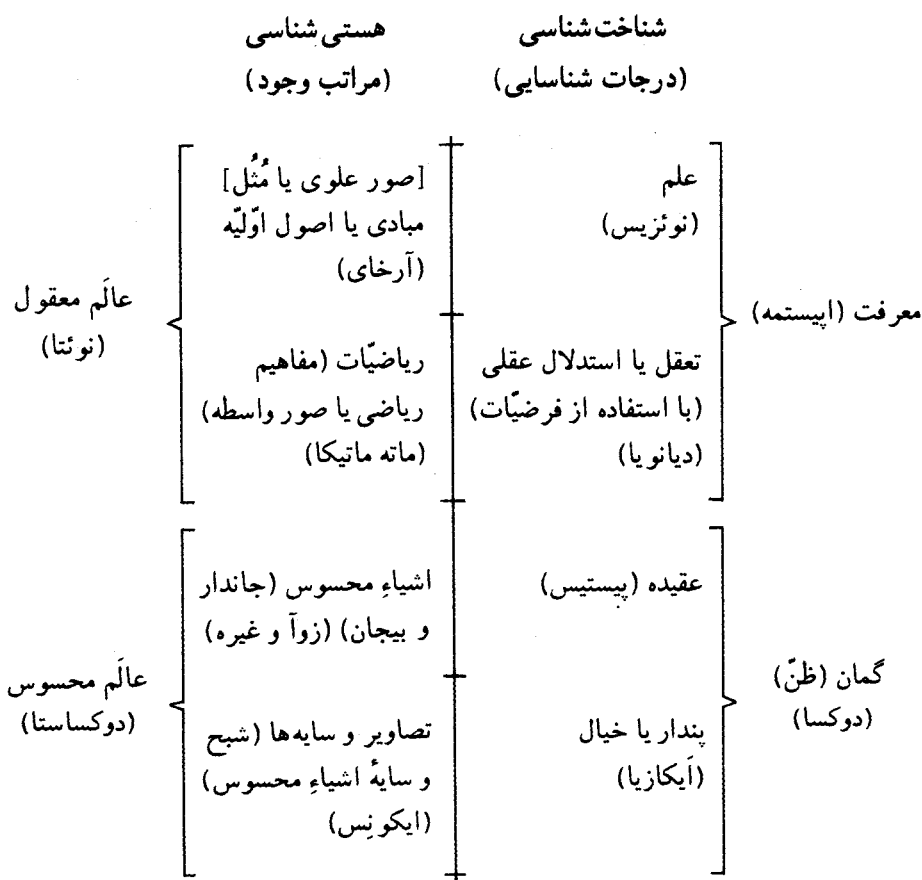 شناخت‌شناسی
(درجات شناسایی)
هستی‌شناسی
(مراتب وجود)
معرفت (اپیستمه)
علم
(نوئزیس)
[صور علوی یا مُثُل]
مبادی یا اصول اوّلیّه
(آرخای)
عالَم معقول
(نوئتا)
تعقل یا استدلال عقلی
(با استفاده از فرضیّات)
(دیانویا)
ریاضیّات (مفاهیم
ریاضی یا صور واسطه)
(ماته ماتیکا)
گمان (ظنّ)
(دوکسا)
عقیده (پیستیس)
اشیاءِ محسوس (جاندار
و بیجان) (زوآ و غیره)
عالَم محسوس
(دوکساستا)
پندار یا خیال
(اَیکازیا)
تصاویر و سایه‌ها (شبح
و سایهٔ اشیاءِ محسوس)
(ایکونِس)